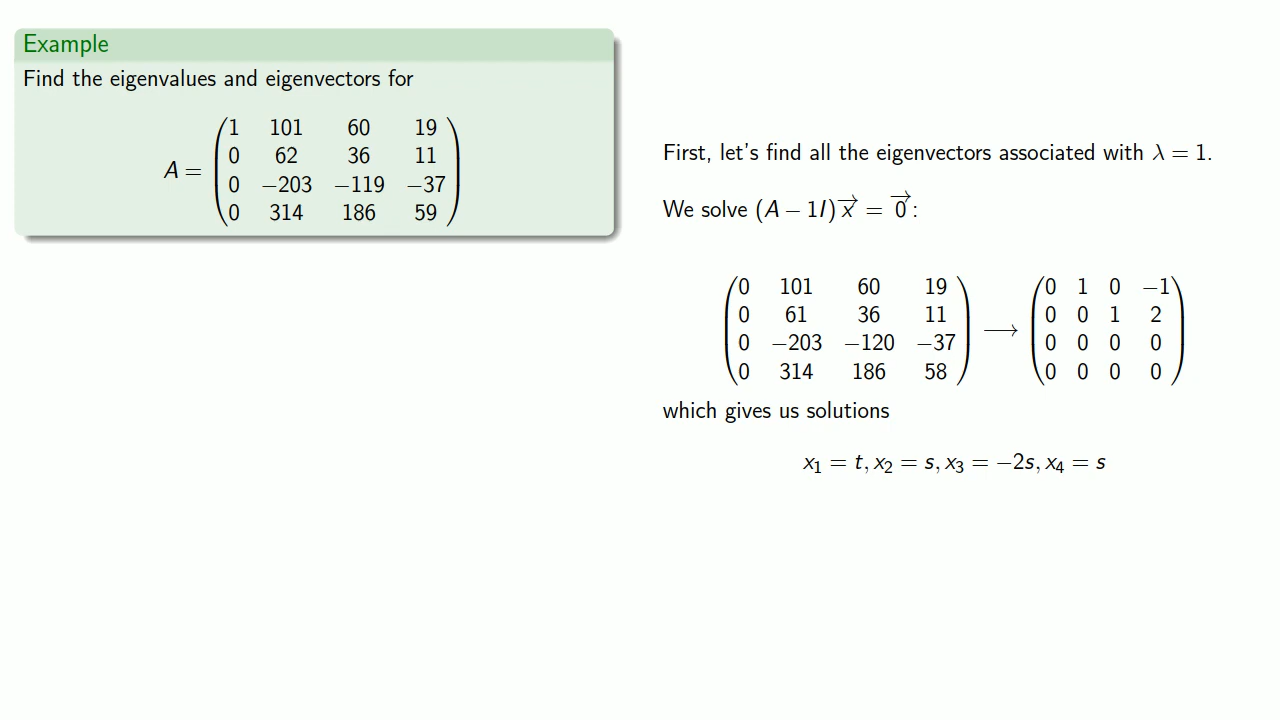 Example
Find the eigenvalues and eigenvectors for
A = 
1 101 60 19
0 62 36 11
0 −203 −119 −37
0 314 186 59
First, let's find all the eigenvectors associated with λ = 1.
We solve (A − 1I)x⃗ = 0⃗:
0 101 60 19 ⟶ 0 1 0 −1
0 61 36 11 0 0 1 2
0 −203 −120 −37 0 0 0 0
0 314 186 58 0 0 0 0
which gives us solutions
x₁ = t, x₂ = s, x₃ = −2s, x₄ = s